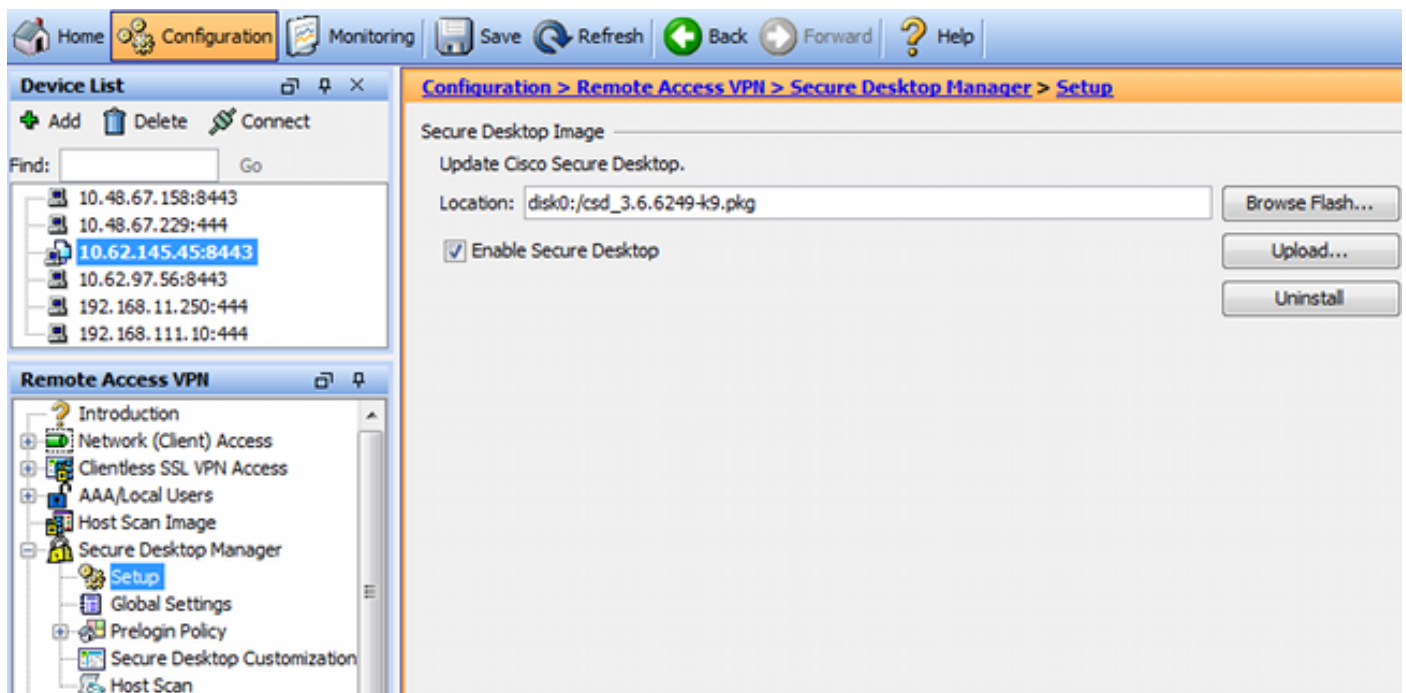 Home Configuration Monitoring Save Refresh Back Forward Help
Device List
Add Delete Connect
Find: Go
10.48.67.158:8443
10.48.67.229:444
10.62.145.45:8443
10.62.97.56:8443
192.168.11.250:444
192.168.111.10:444
Remote Access VPN
Introduction
Network (Client) Access
Clientless SSL VPN Access
AAA/Local Users
Host Scan Image
Secure Desktop Manager
Setup
Global Settings
Prelogin Policy
Secure Desktop Customization
Host Scan
Configuration > Remote Access VPN > Secure Desktop Manager > Setup
Secure Desktop Image
Update Cisco Secure Desktop.
Location: disk0:/csd_3.6.6249-k9.pkg Browse Flash...
Enable Secure Desktop Upload...
Uninstall